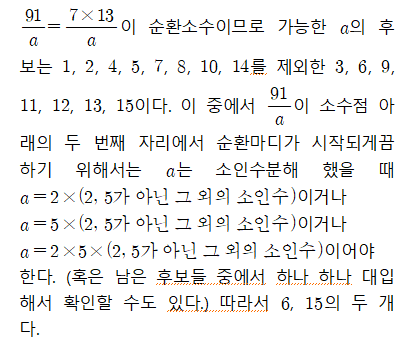 91/a = 7×13/a 이 순환소수이므로 가능한 a의 후
보는 1, 2, 4, 5, 7, 8, 10, 14를 제외한 3, 6, 9,
11, 12, 13, 15이다. 이 중에서 91/a이 소수점 아
래의 두 번째 자리에서 순환마디가 시작되게끔
하기 위해서는 a는 소인수분해 했을 때
a=2×(2, 5가 아닌 그 외의 소인수)이거나
a=5×(2, 5가 아닌 그 외의 소인수)이거나
a=2×5×(2, 5가 아닌 그 외의 소인수)이어야
한다. (혹은 남은 후보들 중에서 하나 하나 대입
해서 확인할 수도 있다.) 따라서 6, 15의 두 개
다.